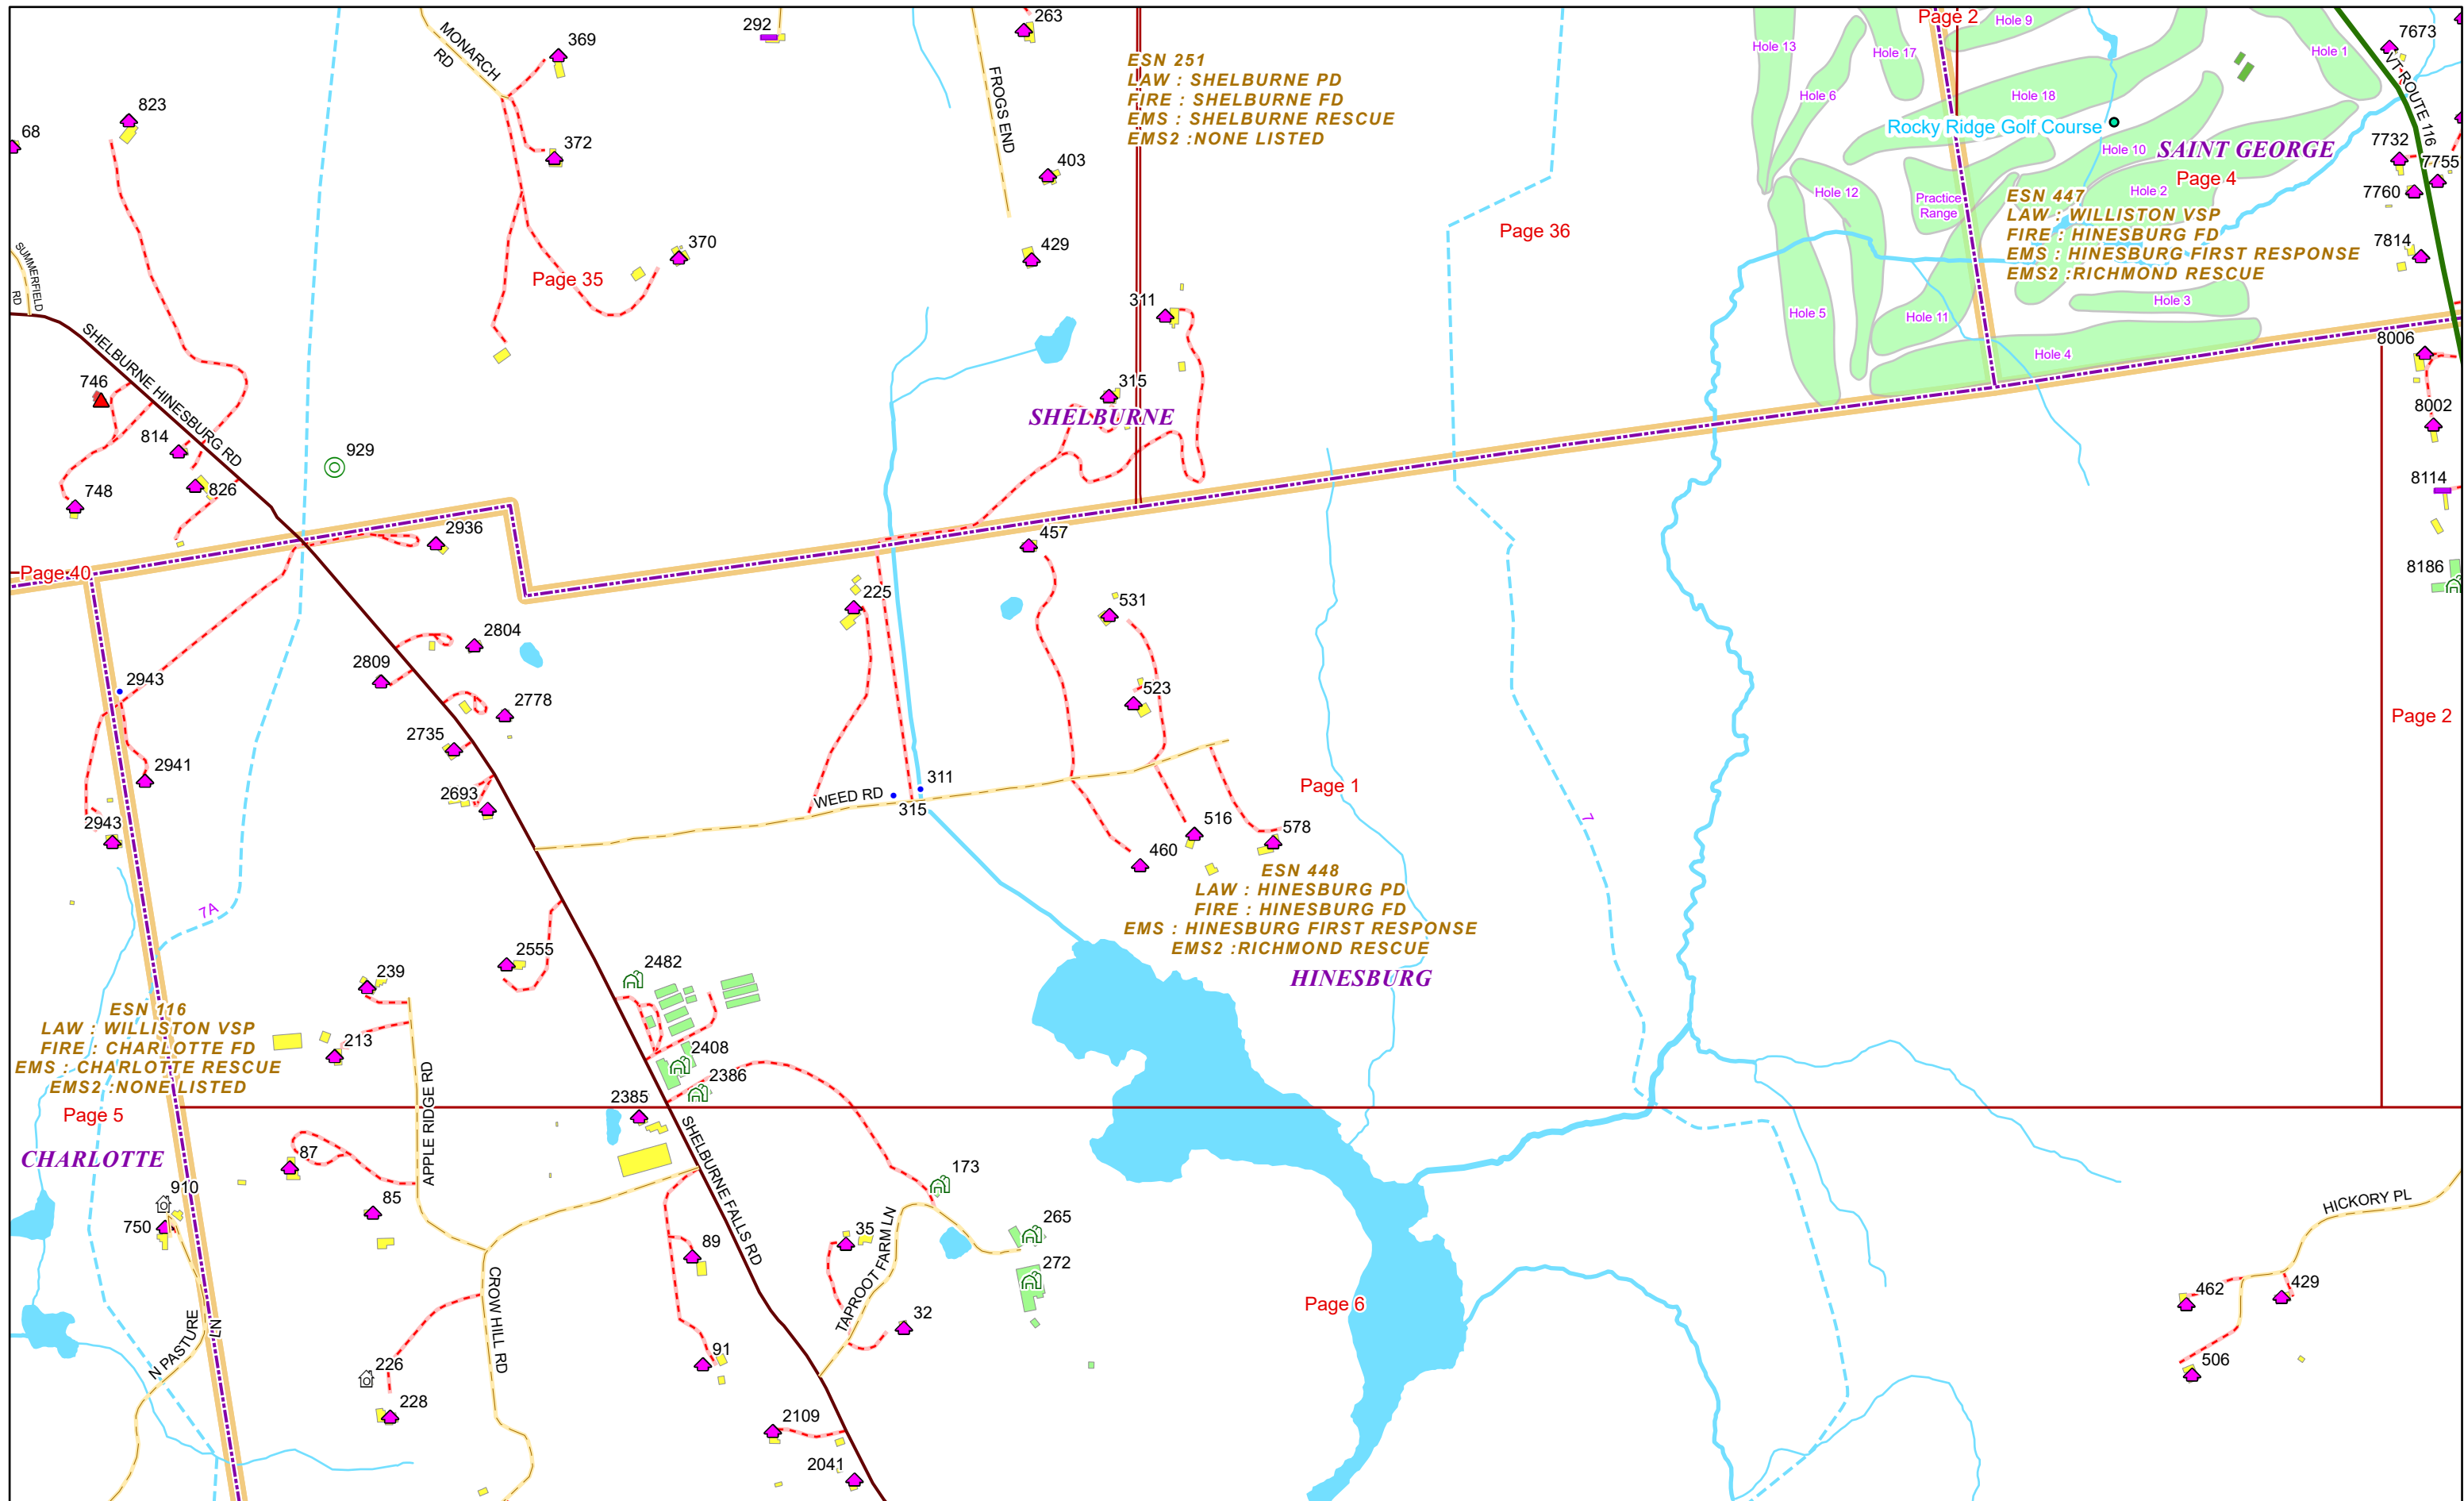 MONARCH
RD
369
292
263
ESN 251
LAW : SHELBURNE PD
FIRE : SHELBURNE FD
EMS : SHELBURNE RESCUE
EMS2 :NONE LISTED
Page 2
Hole 9
Hole 13
Hole 17
Hole 1
7673
VT ROUTE 116
823
68
372
FROGS END
403
Hole 6
Hole 18
Rocky Ridge Golf Course
Hole 10
SAINT GEORGE
7732
7755
Page 4
7760
Hole 12
Hole 2
Practice
Range
ESN 447
LAW : WILLISTON VSP
FIRE : HINESBURG FD
EMS : HINESBURG FIRST RESPONSE
EMS2 :RICHMOND RESCUE
Page 36
370
429
7814
SUMMERFIELD
RD
Page 35
311
Hole 5
Hole 11
Hole 3
Hole 4
8006
SHELBURNE HINESBURG RD
746
315
SHELBURNE
8002
814
929
748
826
8114
2936
457
Page 40
8186
225
531
2804
2809
2943
523
2778
Page 2
2735
2941
311
Page 1
2693
WEED RD
315
2943
516
578
460
7
ESN 448
LAW : HINESBURG PD
FIRE : HINESBURG FD
EMS : HINESBURG FIRST RESPONSE
EMS2 :RICHMOND RESCUE
HINESBURG
7A
2555
2482
239
ESN 116
LAW : WILLISTON VSP
FIRE : CHARLOTTE FD
EMS : CHARLOTTE RESCUE
EMS2 :NONE LISTED
213
2408
2386
APPLE RIDGE RD
2385
Page 5
SHELBURNE FALLS RD
CHARLOTTE
87
173
910
85
750
265
HICKORY PL
89
35
TAPROOT FARM LN
272
CROW HILL RD
462
429
Page 6
32
N PASTURE
LN
91
226
506
228
2109
2041